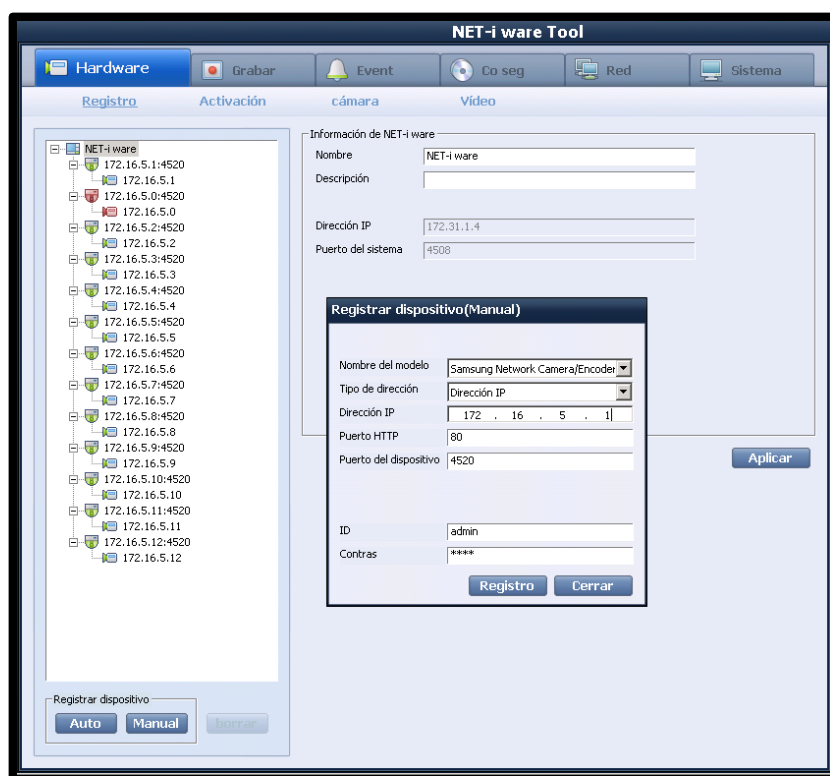 NET-i ware Tool
Hardware
Grabar
Event
Co seg
Red
Sistema
Registro
Activación
cámara
Vídeo
NET-i ware
172.16.5.1:4520
172.16.5.1
172.16.5.0:4520
172.16.5.0
172.16.5.2:4520
172.16.5.2
172.16.5.3:4520
172.16.5.3
172.16.5.4:4520
172.16.5.4
172.16.5.5:4520
172.16.5.5
172.16.5.6:4520
172.16.5.6
172.16.5.7:4520
172.16.5.7
172.16.5.8:4520
172.16.5.8
172.16.5.9:4520
172.16.5.9
172.16.5.10:4520
172.16.5.10
172.16.5.11:4520
172.16.5.11
172.16.5.12:4520
172.16.5.12
Registrar dispositivo
Auto
Manual
borrar
Información de NET-i ware
Nombre NET-i ware
Descripción
Dirección IP 172.31.1.4
Puerto del sistema 4508
Registrar dispositivo(Manual)
Nombre del modelo Samsung Network Camera/Encoder
Tipo de dirección Dirección IP
Dirección IP 172 . 16 . 5 . 1
Puerto HTTP 80
Puerto del dispositivo 4520
ID admin
Contras ****
Registro
Cerrar
Aplicar